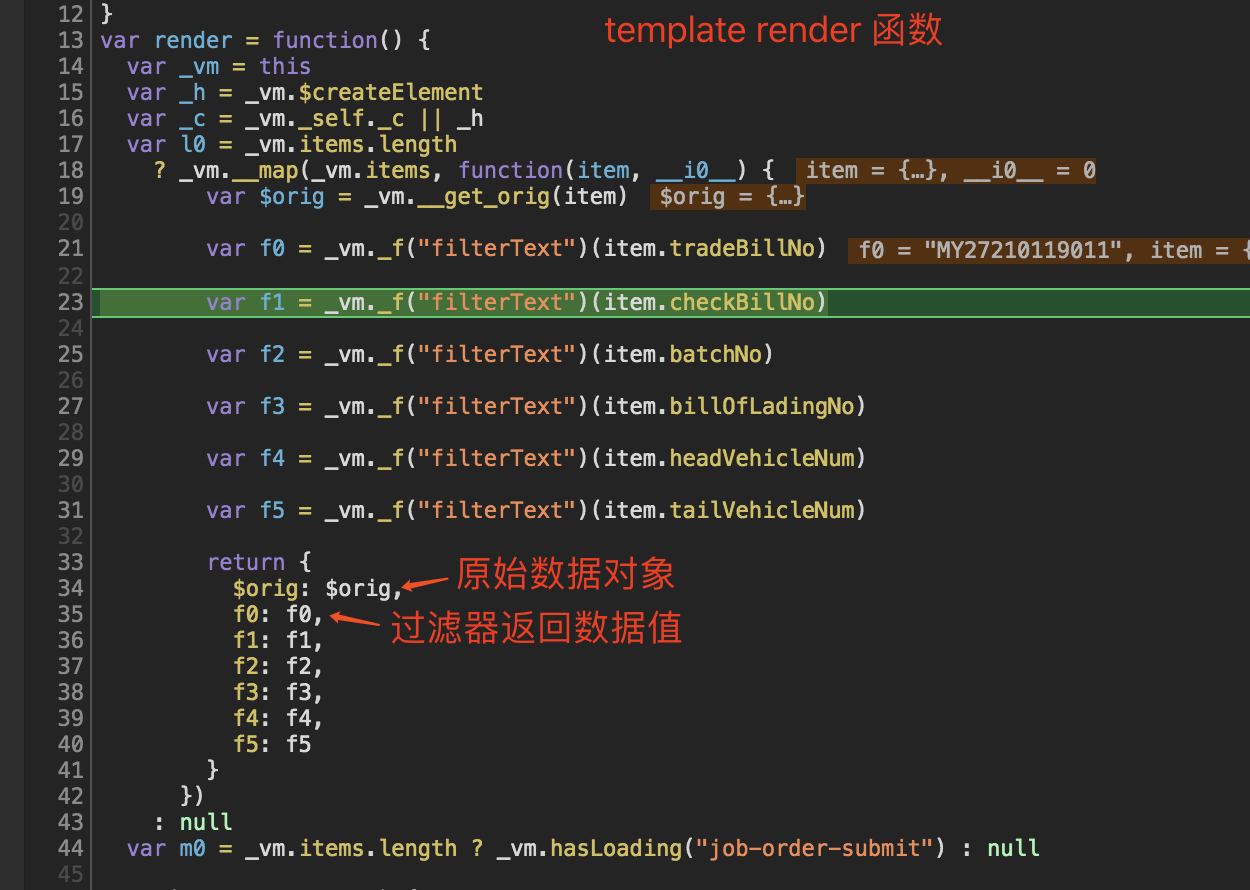 template render 函数
12 }
13 var render = function() {
14 var _vm = this
15 var _h = _vm.$createElement
16 var _c = _vm._self._c || _h
17 var l0 = _vm.items.length
18 ? _vm.__map(_vm.items, function(item, __i0__) { item = {…}, __i0__ = 0
19 var $orig = _vm.__get_orig(item) $orig = {…}
20
21 var f0 = _vm._f("filterText")(item.tradeBillNo) f0 = "MY27210119011", item = {
22
23 var f1 = _vm._f("filterText")(item.checkBillNo)
24
25 var f2 = _vm._f("filterText")(item.batchNo)
26
27 var f3 = _vm._f("filterText")(item.billOfLadingNo)
28
29 var f4 = _vm._f("filterText")(item.headVehicleNum)
30
31 var f5 = _vm._f("filterText")(item.tailVehicleNum)
32
33 return {
34 $orig: $orig, 原始数据对象
35 f0: f0, 过滤器返回数据值
36 f1: f1,
37 f2: f2,
38 f3: f3,
39 f4: f4,
40 f5: f5
41 }
42 })
43 : null
44 var m0 = _vm.items.length ? _vm.hasLoading("job-order-submit") : null
45